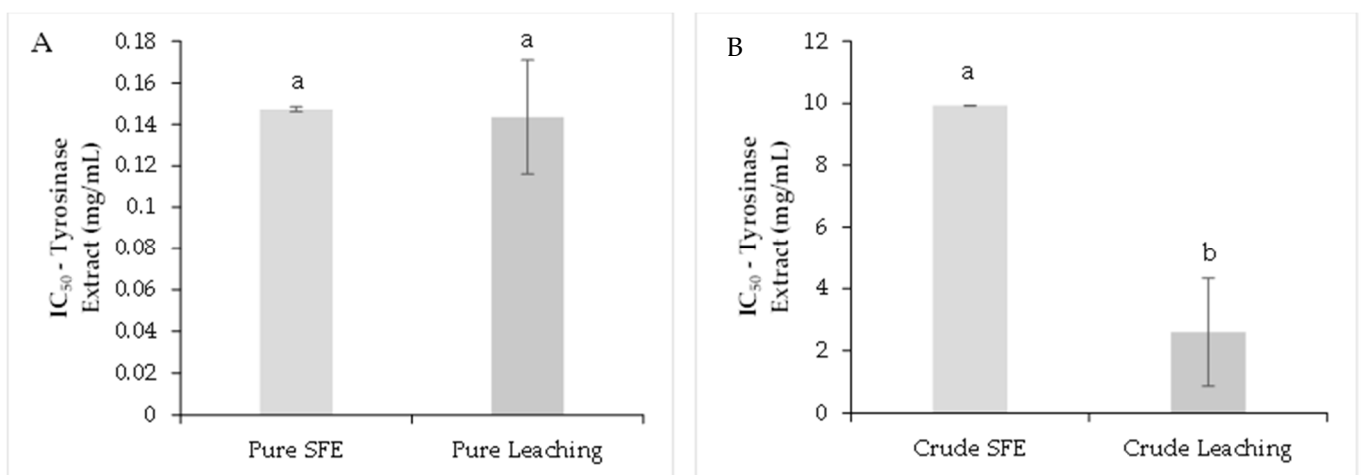 A
IC50 - Tyrosinase
Extract (mg/mL)
0.18
0.16
0.14
0.12
0.1
0.08
0.06
0.04
0.02
0
a
a
Pure SFE
Pure Leaching
B
IC50 - Tyrosinase
Extract (mg/mL)
12
10
8
6
4
2
0
a
b
Crude SFE
Crude Leaching